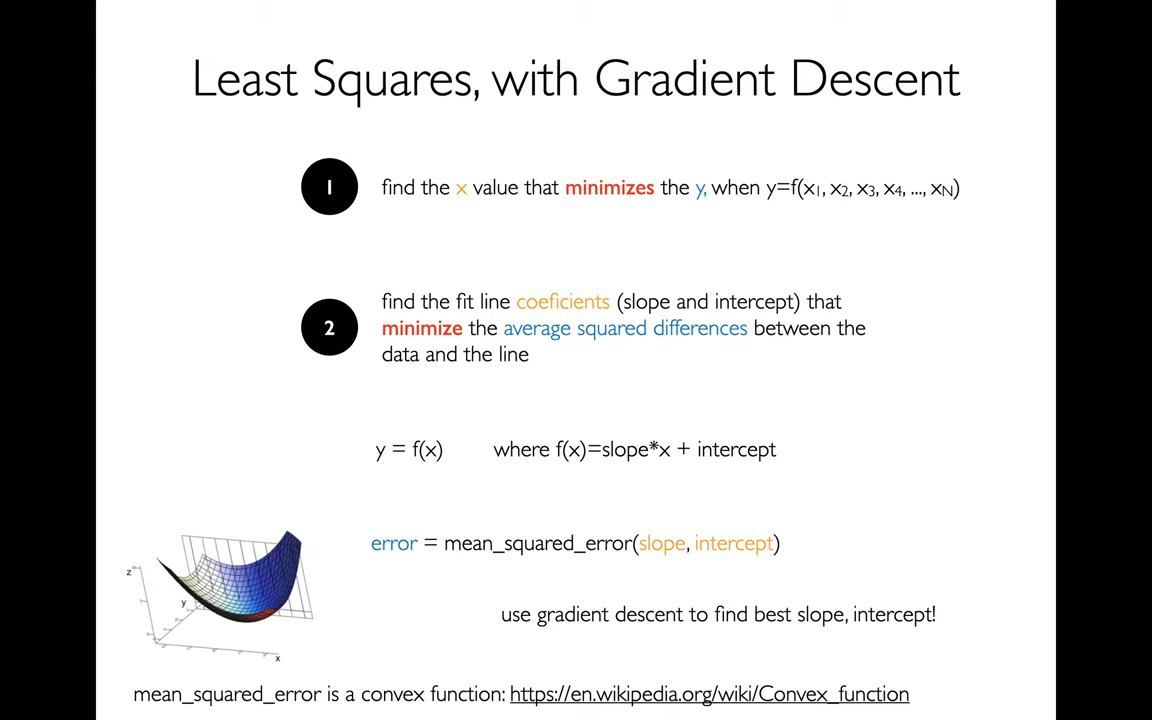 Least Squares, with Gradient Descent
1
find the x value that minimizes the y, when y=f(x1, x2, x3, x4, ..., xN)
2
find the fit line coeficients (slope and intercept) that
minimize the average squared differences between the
data and the line
y = f(x) where f(x)=slope*x + intercept
error = mean_squared_error(slope, intercept)
z
y
x
use gradient descent to find best slope, intercept!
mean_squared_error is a convex function: https://en.wikipedia.org/wiki/Convex_function